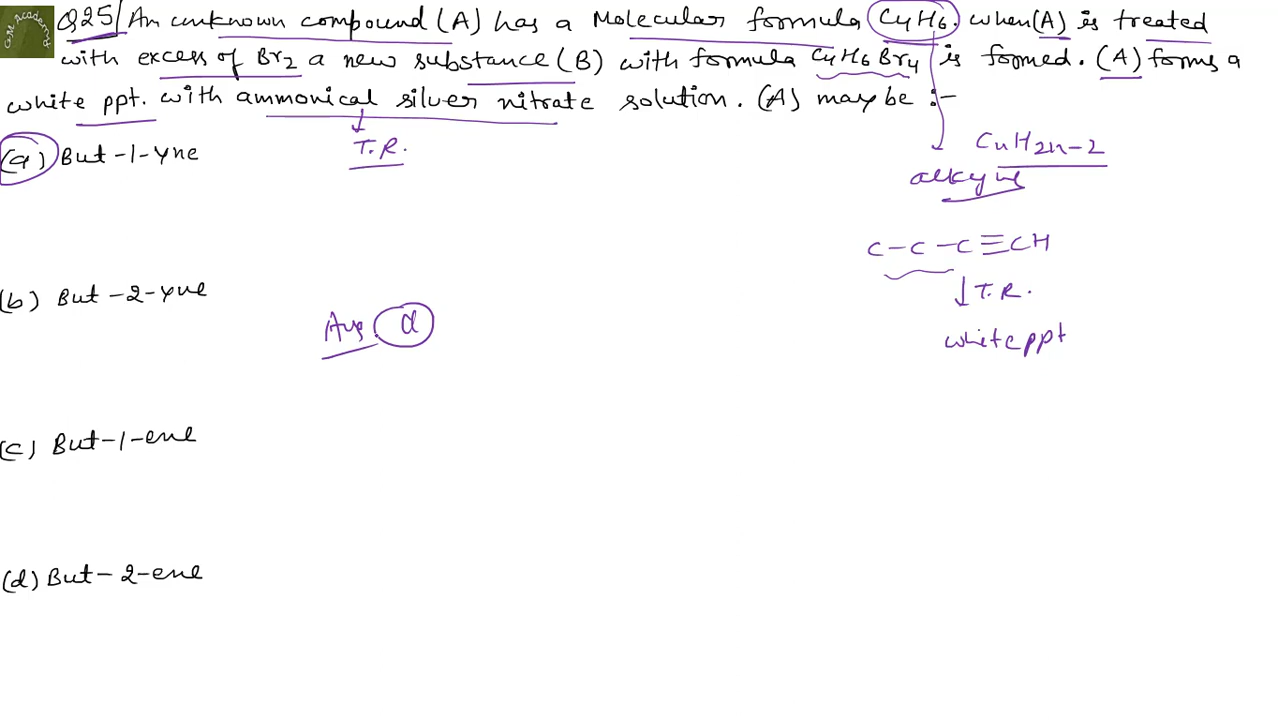 Q25/ An unknown compound (A) has a Molecular formula C4H6. when (A) is treated
with excess of Br2 a new substance (B) with formula C4H6Br4 is formed. (A) forms a
white ppt. with ammonical silver nitrate solution. (A) may be :-
T.R.
CnH2n-2
alkyne
(a) But-1-yne
C-C-C≡CH
T.R.
white ppt
(b) But-2-yne
Ans. a
(c) But-1-ene
(d) But-2-ene